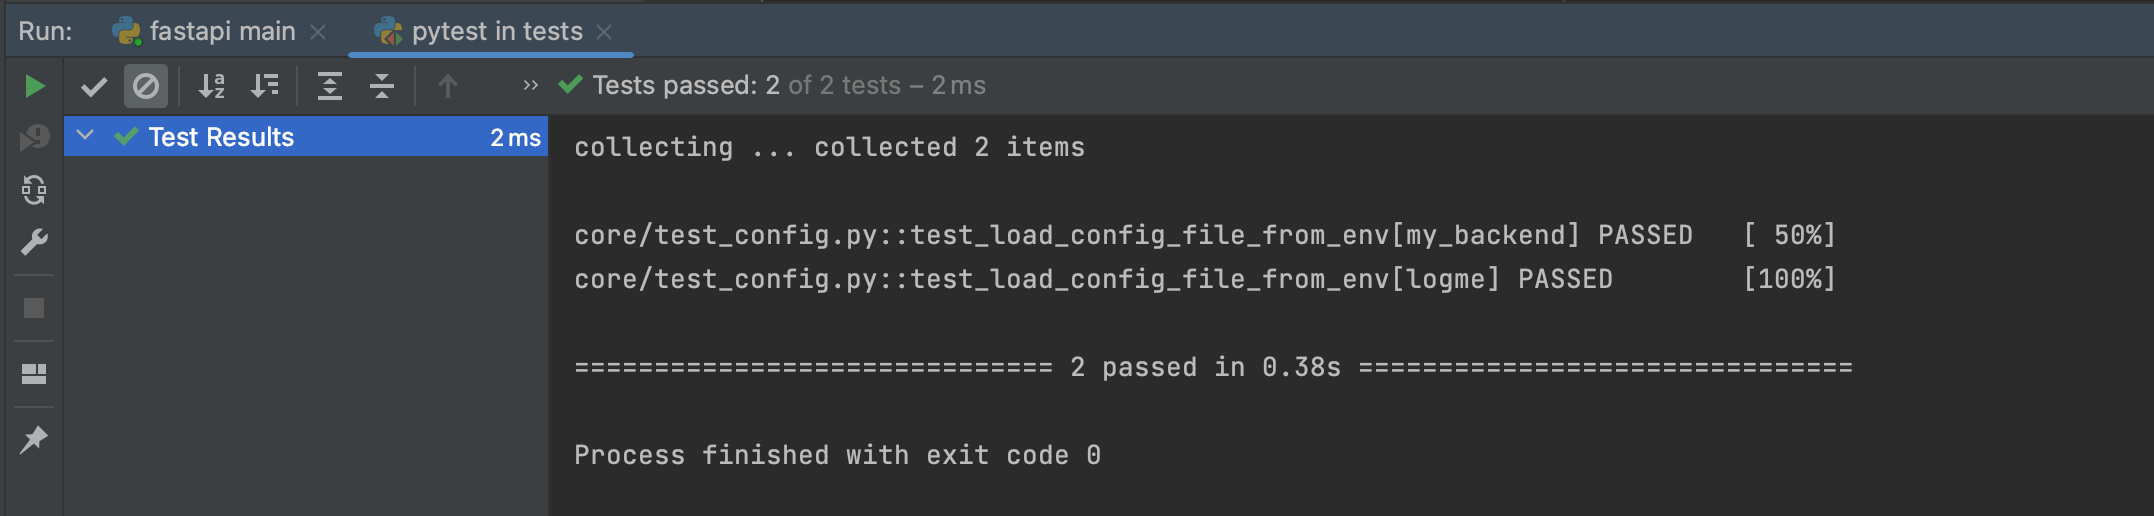 Run: fastapi main pytest in tests
Tests passed: 2 of 2 tests – 2 ms
Test Results 2 ms
collecting ... collected 2 items
core/test_config.py::test_load_config_file_from_env[my_backend] PASSED [ 50%]
core/test_config.py::test_load_config_file_from_env[logme] PASSED [100%]
============================== 2 passed in 0.38s ===============================
Process finished with exit code 0